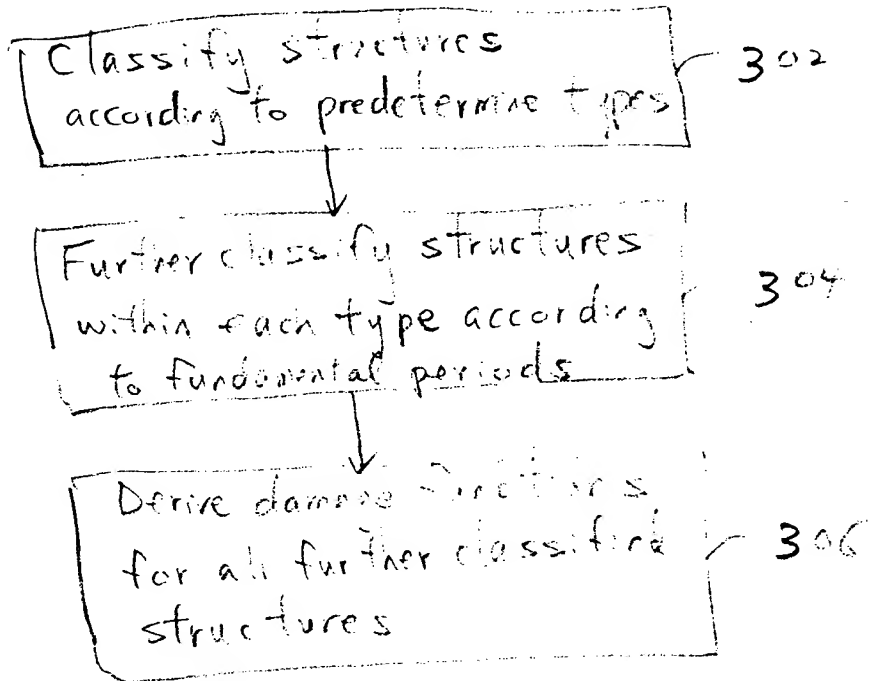 Classify structures
302
according to predetermine types
Further classify structures
304
within each type according
to fundamental periods
Derive damage functions
for all further classified
306
structures